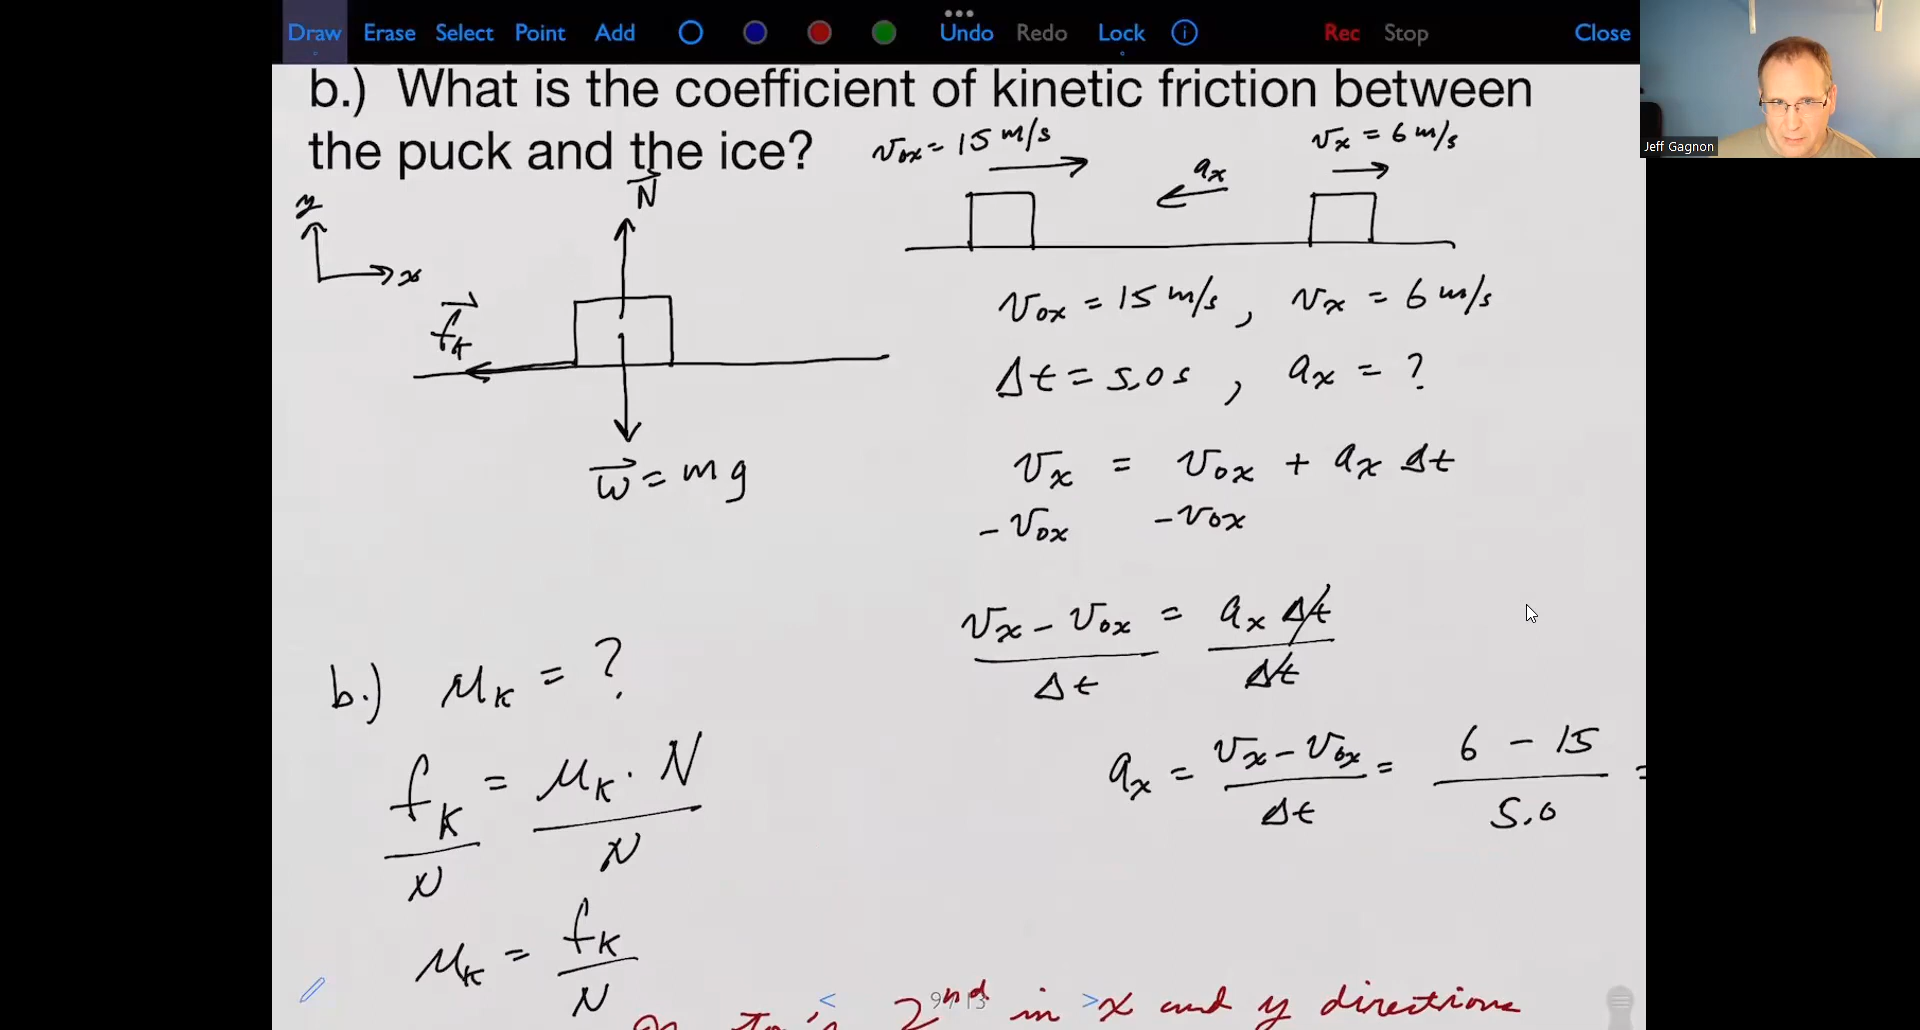 Draw Erase Select Point Add Undo Redo Lock Rec Stop Close
Jeff Gagnon
b.) What is the coefficient of kinetic friction between
the puck and the ice?
v₀ₓ = 15 m/s
vₓ = 6 m/s
aₓ
N⃗
y
x
f⃗ₖ
w⃗ = mg
v₀ₓ = 15 m/s, vₓ = 6 m/s
Δt = 5.0 s, aₓ = ?
vₓ = v₀ₓ + aₓ Δt
-v₀ₓ -v₀ₓ
vₓ - v₀ₓ = aₓ Δt
Δt Δt
b.) μₖ = ?
fₖ = μₖ · N
N N
μₖ = fₖ
N
aₓ = vₓ - v₀ₓ = 6 - 15 =
Δt 5.0
< >
2nd in x and y directions